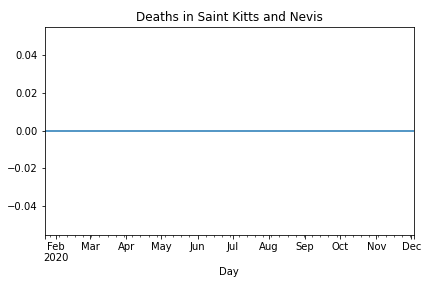 Deaths in Saint Kitts and Nevis
0.04
0.02
0.00
−0.02
−0.04
Feb Mar Apr May Jun Jul Aug Sep Oct Nov Dec
2020
Day